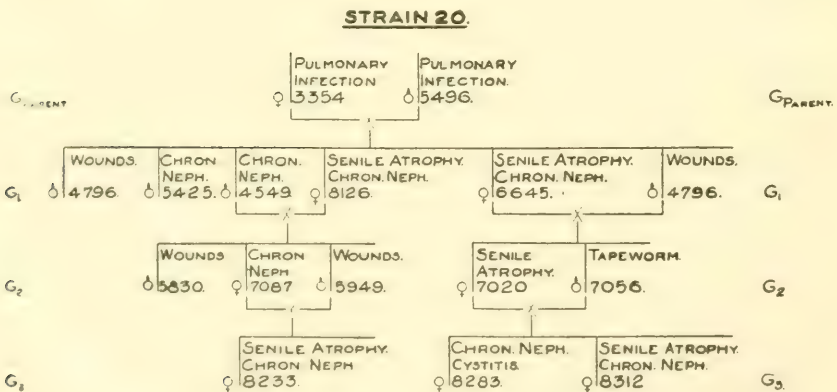 STRAIN 20.
PULMONARY INFECTION ♀ 3354
PULMONARY INFECTION. ♁ 5496.
GPARENT
GPARENT.
WOUNDS. ♁ 4796.
CHRON NEPH. ♁ 5425.
CHRON. NEPH. ♁ 4549.
SENILE ATROPHY. CHRON. NEPH. ♀ 8126.
SENILE ATROPHY. CHRON. NEPH. ♀ 6645.
WOUNDS. ♁ 4796.
G1
G1
WOUNDS ♁ 5830.
CHRON NEPH ♀ 7087
WOUNDS. ♁ 5949.
SENILE ATROPHY. ♀ 7020
TAPEWORM. ♁ 7056.
G2
G2
SENILE ATROPHY. CHRON NEPH ♀ 8233.
CHRON. NEPH. CYSTITIS. ♀ 8283.
SENILE ATROPHY. CHRON. NEPH. ♀ 8312
G3
G3.